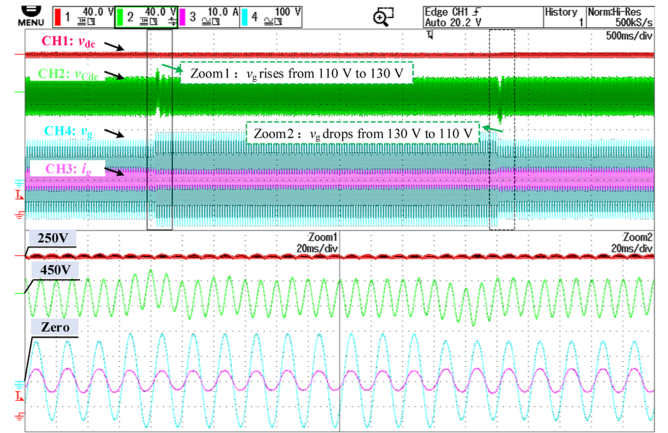 MENU 1 40.0 V 2 40.0 V 3 10.0 A 4 100 V Edge CH1 History Norm:Hi-Res
Auto 20.2 V 1 500kS/s
500ms/div
CH1: vdc
CH2: vCdc
Zoom1：vg rises from 110 V to 130 V
Zoom2：vg drops from 130 V to 110 V
CH4: vg
CH3: ig
250V Zoom1 Zoom2
20ms/div 20ms/div
450V
Zero